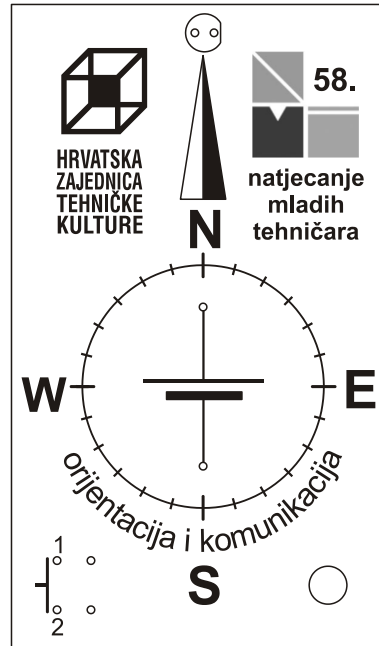 HRVATSKA
ZAJEDNICA
TEHNIČKE
KULTURE
58.
natjecanje
mladih
tehničara
N
W
E
orijentacija i komunikacija
S
1
2